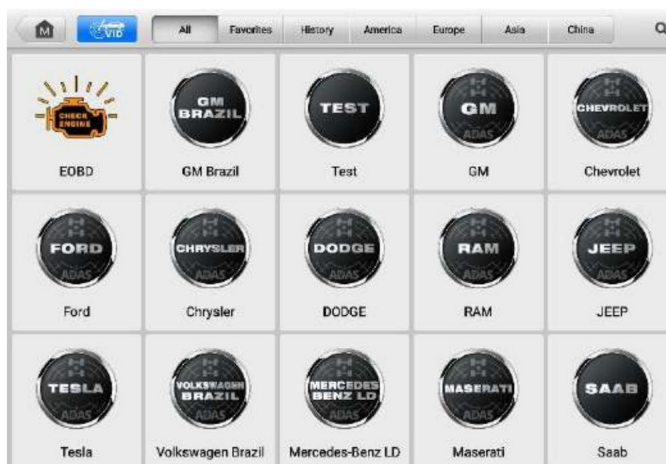 M
VID
All
Favorites
History
America
Europe
Asia
China
CHECK
ENGINE
EOBD
GM
BRAZIL
GM Brazil
TEST
Test
GM
ADAS
GM
CHEVROLET
ADAS
Chevrolet
FORD
ADAS
Ford
CHRYSLER
ADAS
Chrysler
DODGE
ADAS
DODGE
RAM
ADAS
RAM
JEEP
ADAS
JEEP
TESLA
ADAS
Tesla
VOLKSWAGEN
BRAZIL
ADAS
Volkswagen Brazil
MERCEDES
BENZ LD
ADAS
Mercedes-Benz LD
MASERATI
ADAS
Maserati
SAAB
Saab